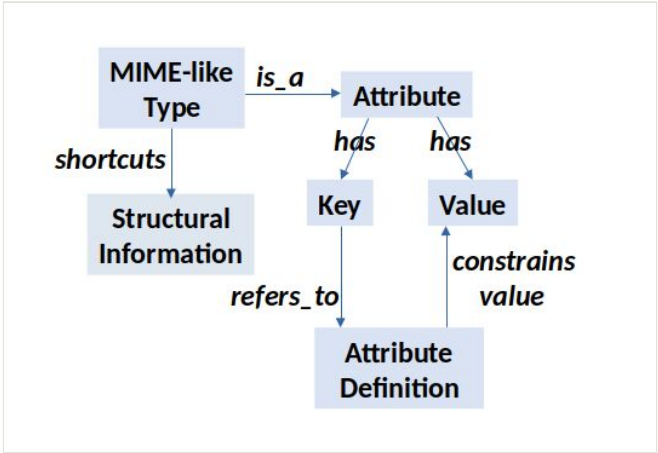 MIME-like
Type
is_a
Attribute
has
has
shortcuts
Key
Value
Structural
Information
constrains
value
refers_to
Attribute
Definition